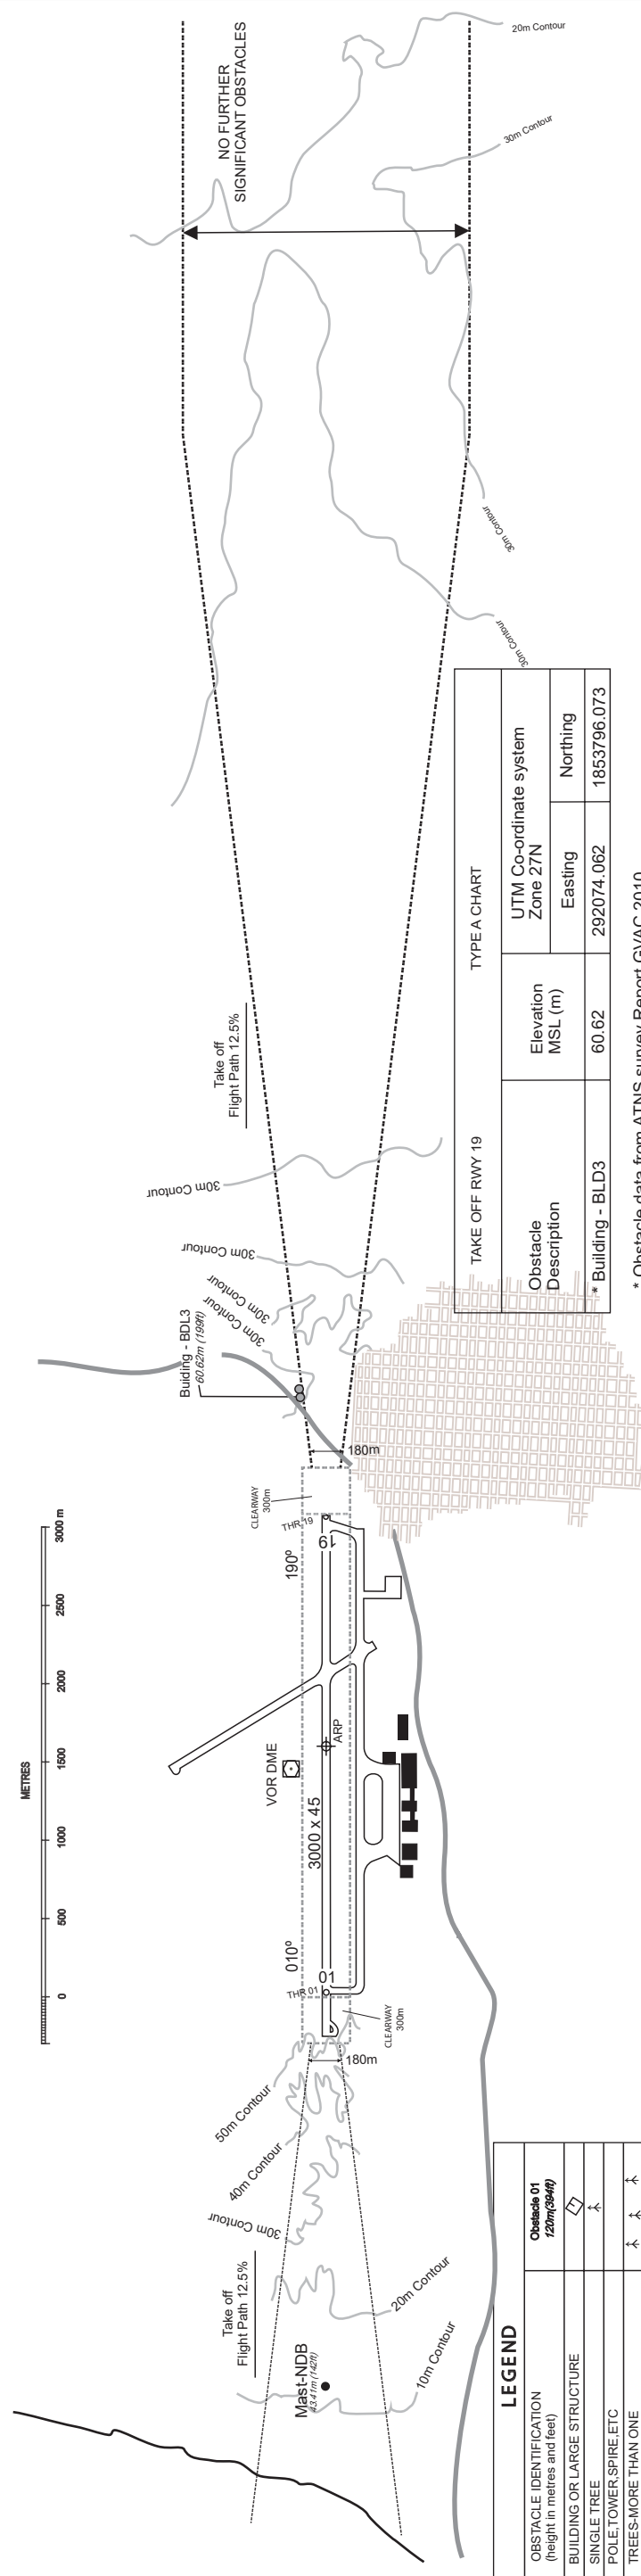 20m Contour
NO FURTHER
SIGNIFICANT OBSTACLES
30m Contour
30m Contour
30m Contour
Take off
Flight Path 12.5%
30m Contour
30m Contour
30m Contour
30m Contour
Buiding - BDL3
60.62m (199ft)
180m
CLEARWAY
300m
THR 19
19
190º
METRES
0
500
1000
1500
2000
2500
3000 m
VOR DME
ARP
3000 x 45
010º
THR 01
01
CLEARWAY
300m
180m
50m Contour
40m Contour
30m Contour
Take off
Flight Path 12.5%
20m Contour
Mast-NDB
43.41m (142ft)
10m Contour
TAKE OFF RWY 19 TYPE A CHART
Obstacle
Description
Elevation
MSL (m)
UTM Co-ordinate system
Zone 27N
Easting Northing
* Building - BLD3 60.62 292074.062 1853796.073
* Obstacle data from ATNS survey Report GVAC 2010
LEGEND
OBSTACLE IDENTIFICATION
(height in metres and feet)
Obstacle 01
120m(394ft)
BUILDING OR LARGE STRUCTURE
SINGLE TREE
POLE,TOWER,SPIRE,ETC
TREES-MORE THAN ONE